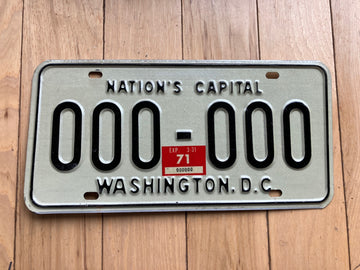 NATION'S CAPITAL
000-000
EXP. 3-31
71
000000
WASHINGTON, D.C.